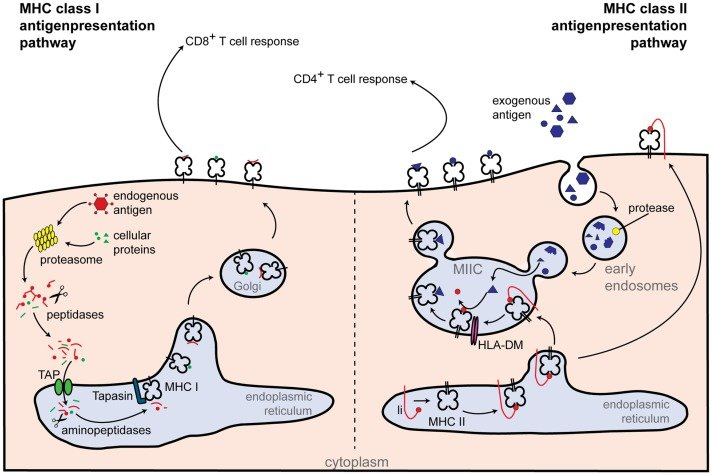 MHC class I
antigenpresentation
pathway
MHC class II
antigenpresentation
pathway
CD8+ T cell response
CD4+ T cell response
exogenous
antigen
endogenous
antigen
cellular
proteins
proteasome
peptidases
TAP
aminopeptidases
Tapasin
MHC I
Golgi
endoplasmic
reticulum
protease
early
endosomes
MIIC
HLA-DM
Ii
MHC II
endoplasmic
reticulum
cytoplasm